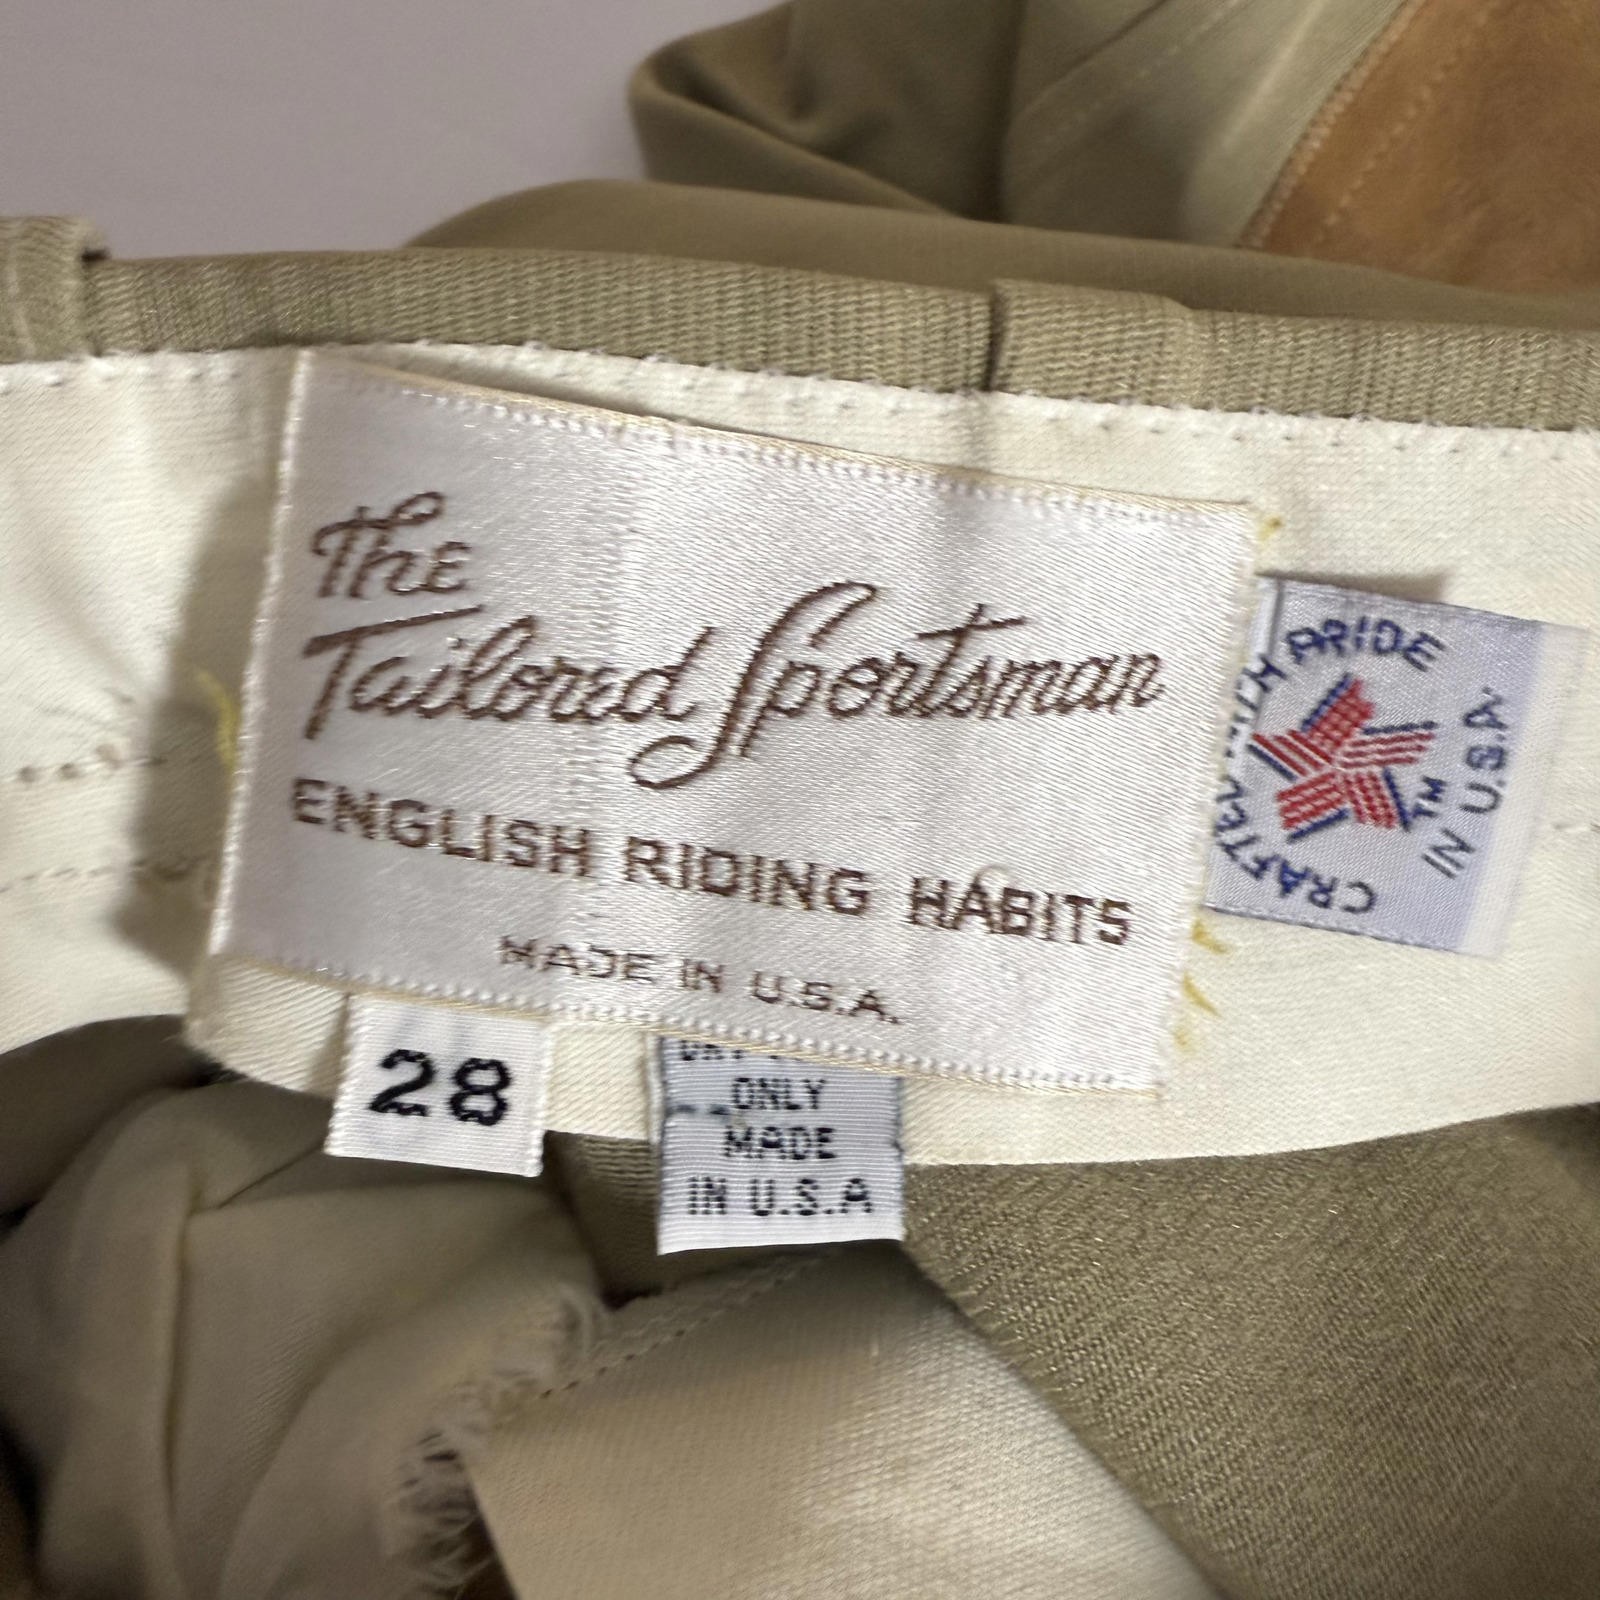 The
Tailored Sportsman
ENGLISH RIDING HABITS
MADE IN U.S.A.
28
ONLY
MADE
IN U.S.A
CRAFTED WITH PRIDE
TM
IN U.S.A.